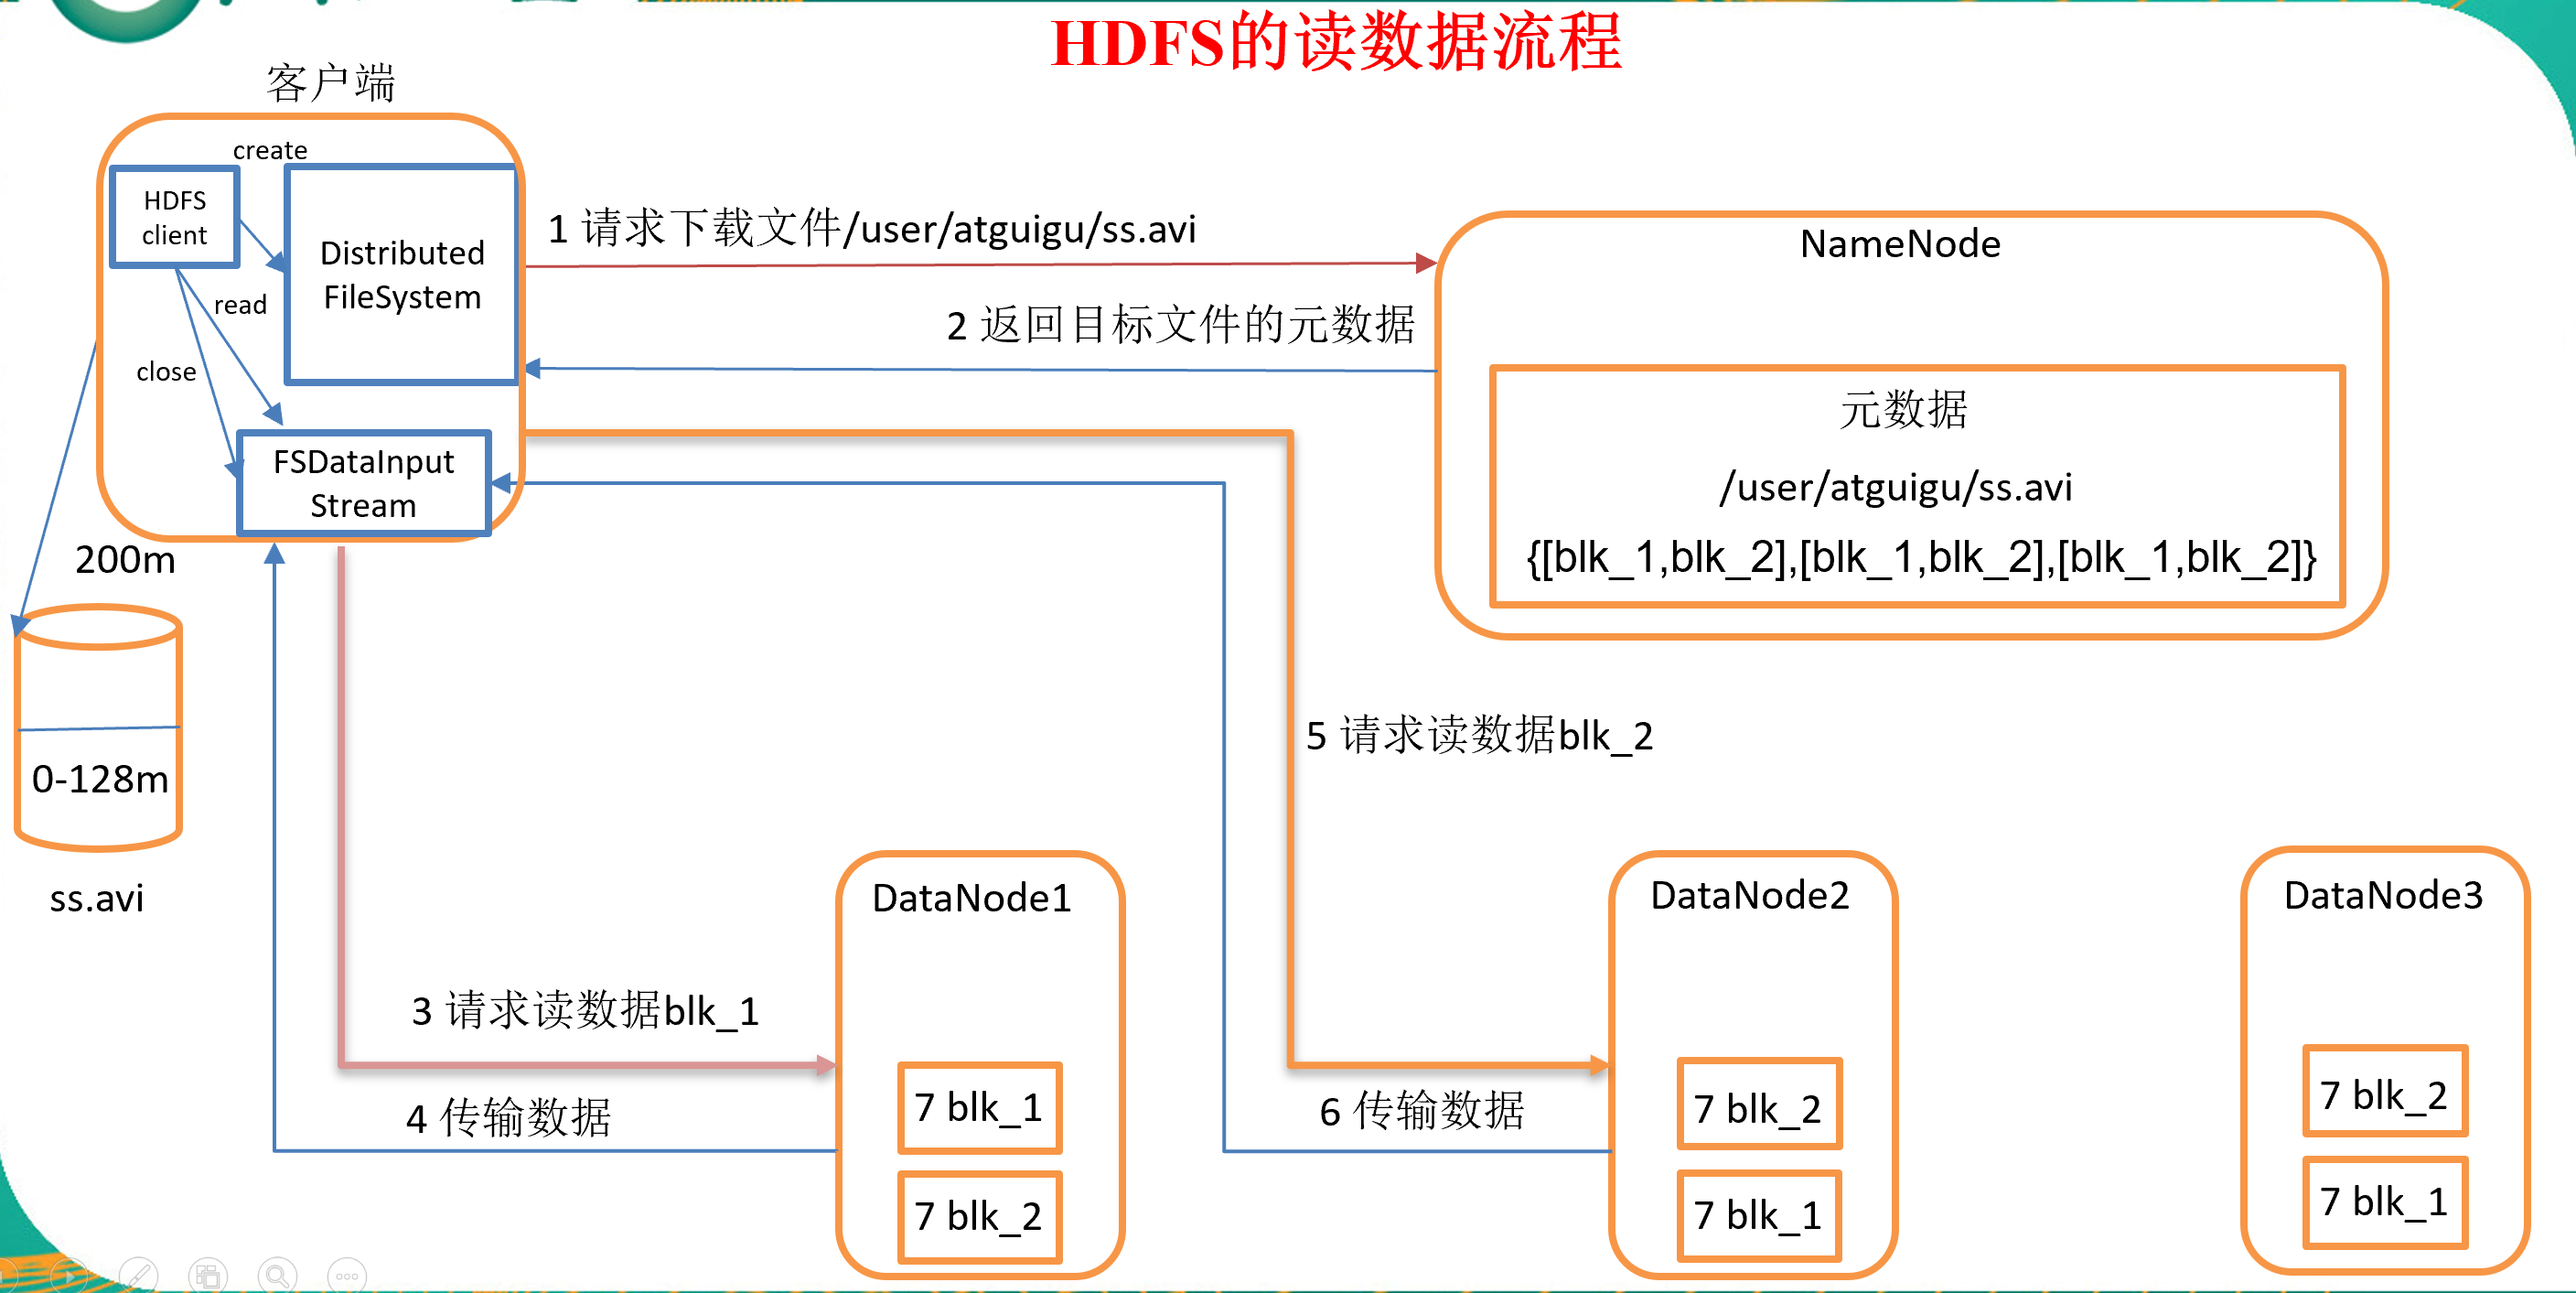 HDFS的读数据流程
客户端
create
HDFS
client
Distributed
FileSystem
read
close
FSDataInput
Stream
1 请求下载文件/user/atguigu/ss.avi
2 返回目标文件的元数据
NameNode
元数据
/user/atguigu/ss.avi
{[blk_1,blk_2],[blk_1,blk_2],[blk_1,blk_2]}
200m
0-128m
ss.avi
5 请求读数据blk_2
3 请求读数据blk_1
4 传输数据
6 传输数据
DataNode1
7 blk_1
7 blk_2
DataNode2
7 blk_2
7 blk_1
DataNode3
7 blk_2
7 blk_1